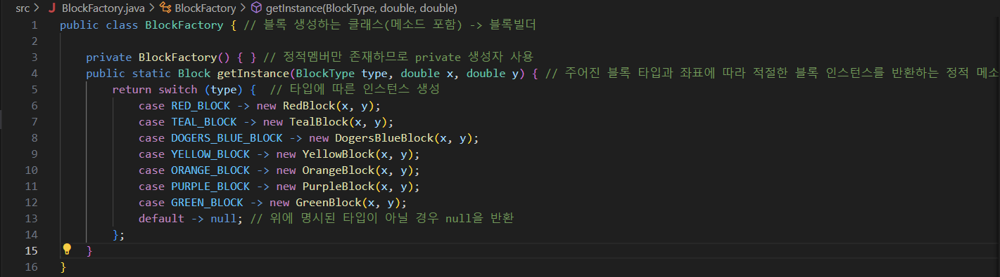 src > J BlockFactory.java > BlockFactory > getInstance(BlockType, double, double)
1 public class BlockFactory { // 블록 생성하는 클래스(메소드 포함) -> 블록빌더
2
3 private BlockFactory() { } // 정적멤버만 존재하므로 private 생성자 사용
4 public static Block getInstance(BlockType type, double x, double y) { // 주어진 블록 타입과 좌표에 따라 적절한 블록 인스턴스를 반환하는 정적 메소
5 return switch (type) { // 타입에 따른 인스턴스 생성
6 case RED_BLOCK -> new RedBlock(x, y);
7 case TEAL_BLOCK -> new TealBlock(x, y);
8 case DOGERS_BLUE_BLOCK -> new DogersBlueBlock(x, y);
9 case YELLOW_BLOCK -> new YellowBlock(x, y);
10 case ORANGE_BLOCK -> new OrangeBlock(x, y);
11 case PURPLE_BLOCK -> new PurpleBlock(x, y);
12 case GREEN_BLOCK -> new GreenBlock(x, y);
13 default -> null; // 위에 명시된 타입이 아닐 경우 null을 반환
14 };
15 }
16 }